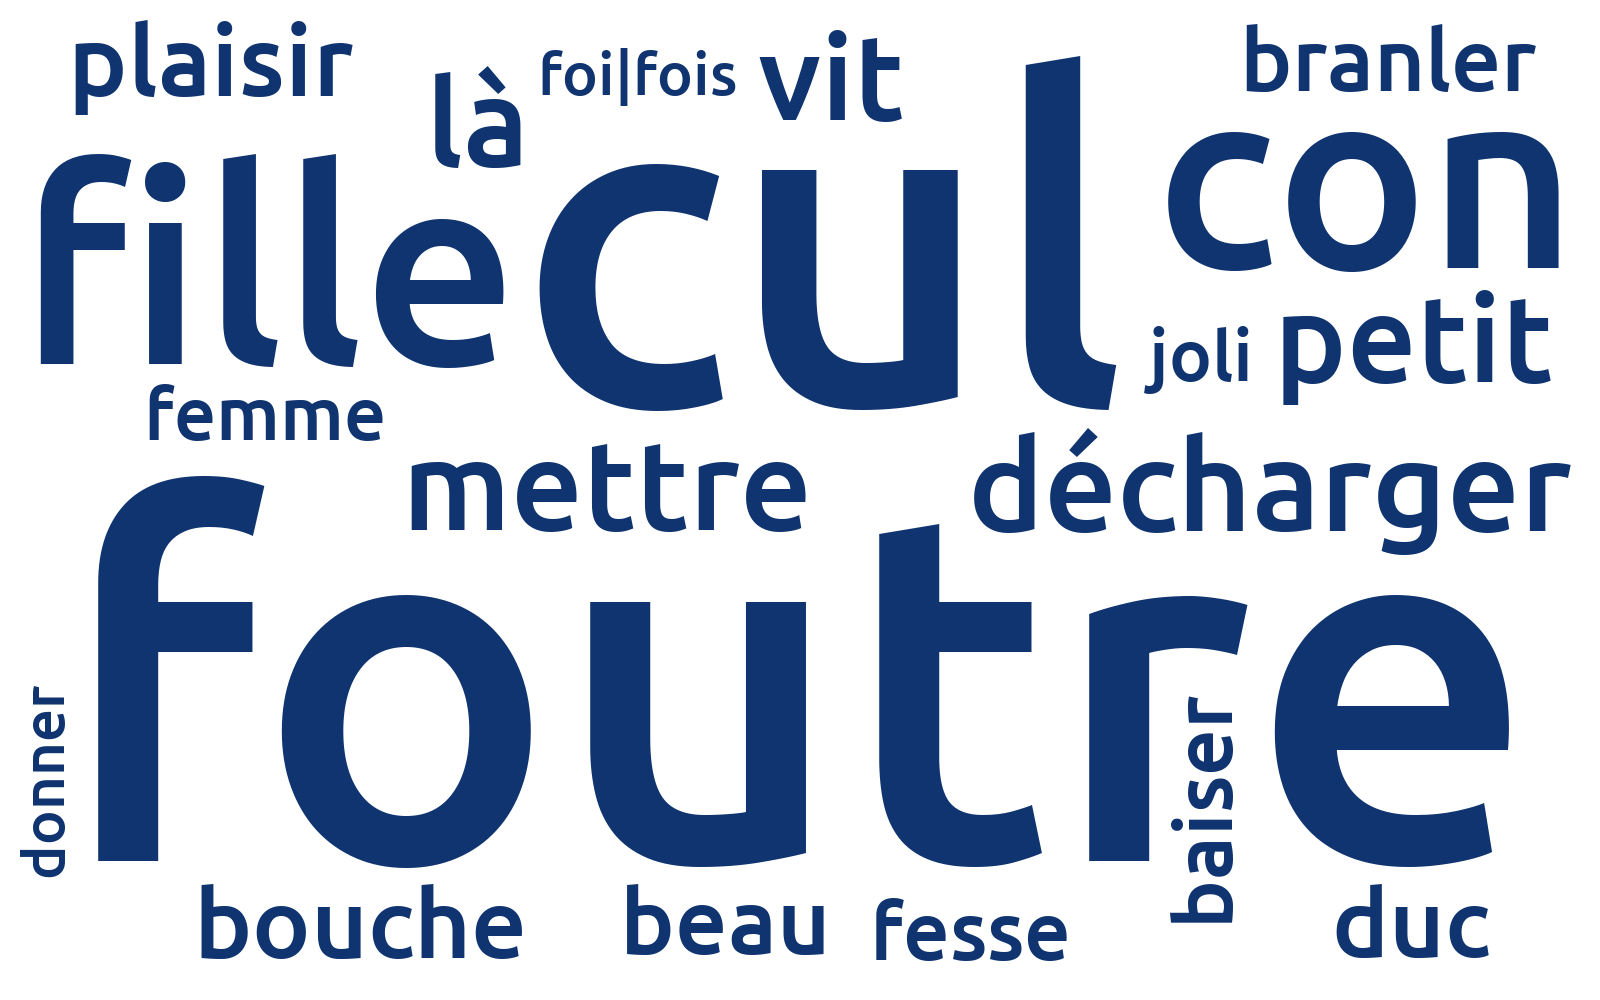 plaisir
là
foi|fois
vit
branler
fille
cul
con
joli
petit
femme
mettre
décharger
foutre
donner
baiser
bouche
beau
fesse
duc